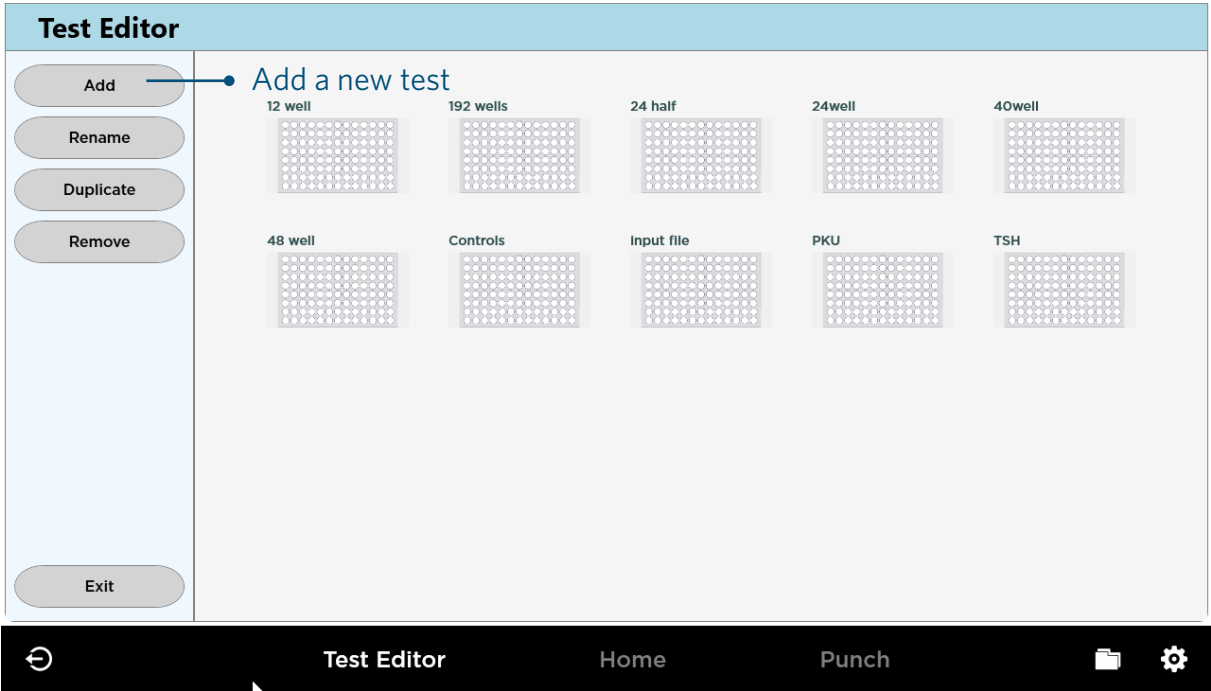 Test Editor
Add
Add a new test
Rename
Duplicate
Remove
12 well
192 wells
24 half
24well
40well
48 well
Controls
Input file
PKU
TSH
Exit
Test Editor
Home
Punch